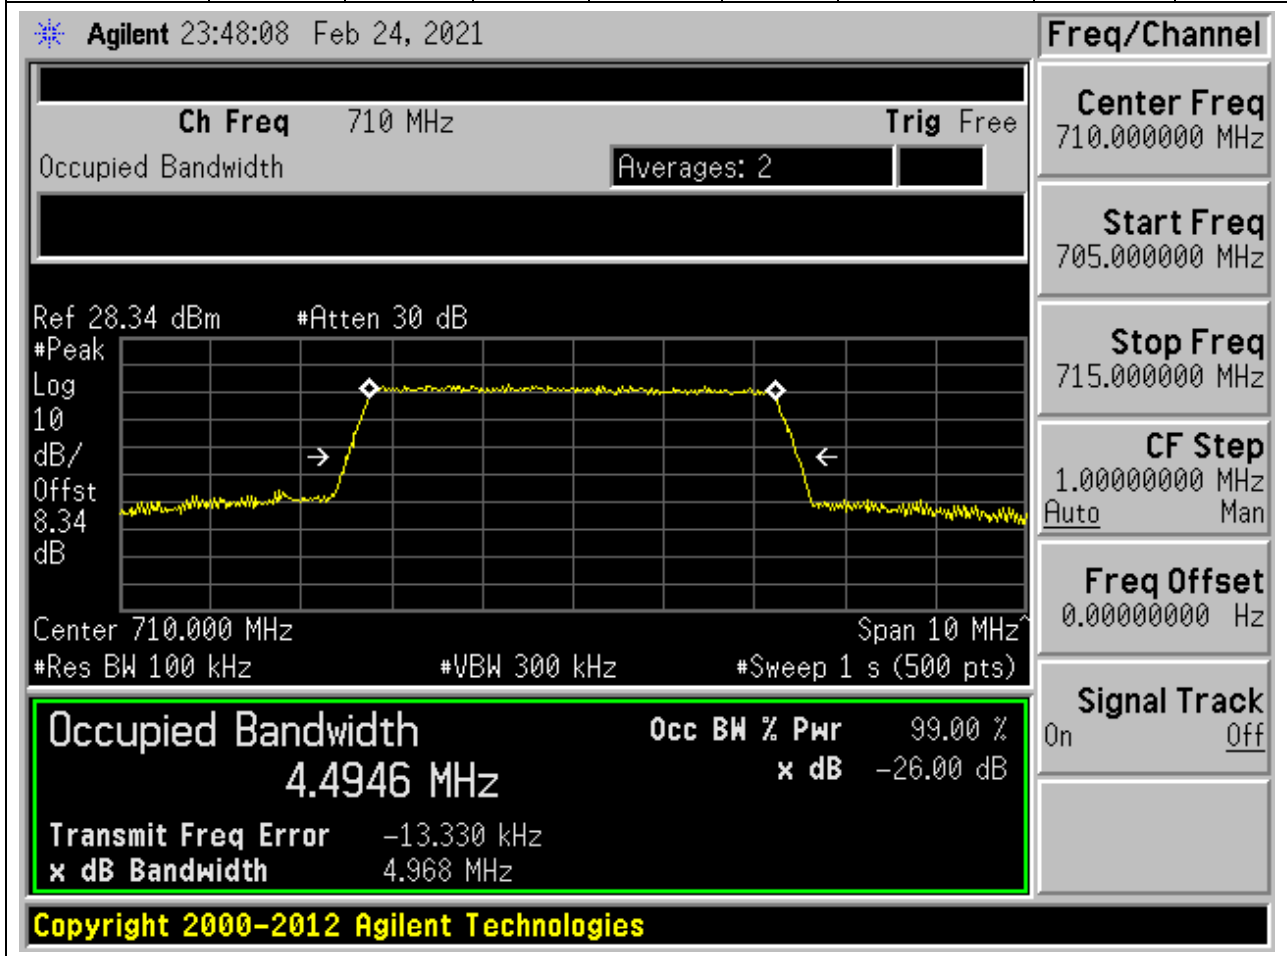 Agilent 23:48:08 Feb 24, 2021
Freq/Channel
Ch Freq 710 MHz Trig Free
Occupied Bandwidth Averages: 2
Center Freq
710.000000 MHz
Start Freq
705.000000 MHz
Stop Freq
715.000000 MHz
CF Step
1.00000000 MHz
Auto Man
Freq Offset
0.00000000 Hz
Signal Track
On Off
Ref 28.34 dBm #Atten 30 dB
#Peak
Log
10
dB/
Offst
8.34
dB
Center 710.000 MHz Span 10 MHz^
#Res BW 100 kHz #VBW 300 kHz #Sweep 1 s (500 pts)
Occupied Bandwidth Occ BW % Pwr 99.00 %
4.4946 MHz x dB -26.00 dB
Transmit Freq Error -13.330 kHz
x dB Bandwidth 4.968 MHz
Copyright 2000-2012 Agilent Technologies